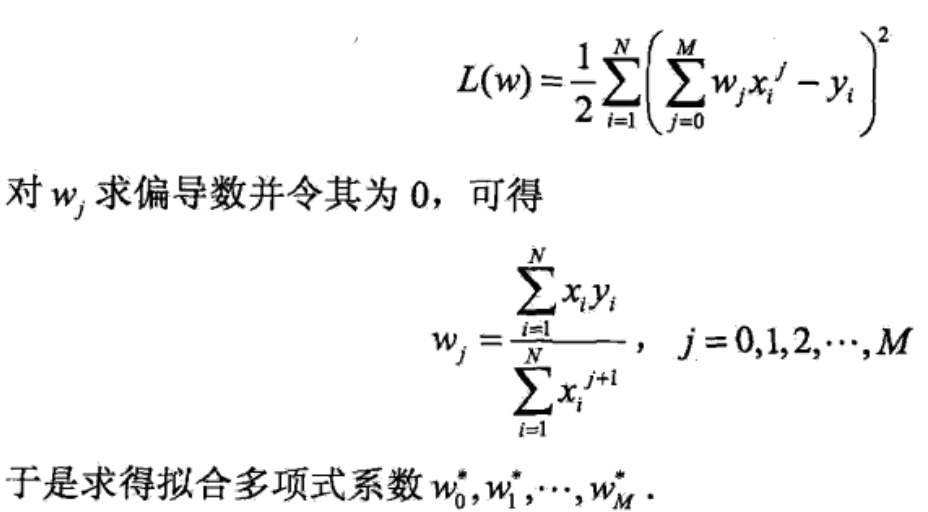 L(w) = \frac{1}{2} \sum_{i=1}^{N} \left( \sum_{j=0}^{M} w_j x_i^j - y_i \right)^2
对 w_j 求偏导数并令其为 0，可得
w_j = \frac{\sum_{i=1}^{N} x_i y_i}{\sum_{i=1}^{N} x_i^{j+1}}， j = 0,1,2,\cdots,M
于是求得拟合多项式系数 w_0^*, w_1^*, \cdots, w_M^* .